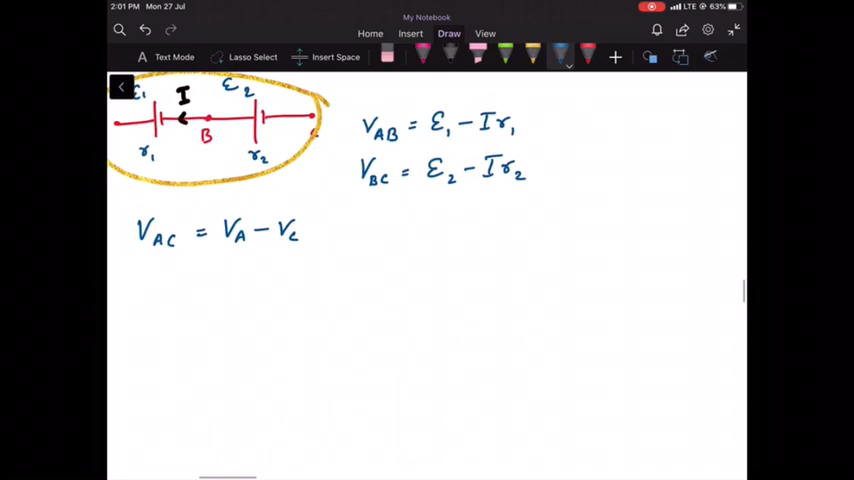 2:01 PM Mon 27 Jul
LTE 63%
My Notebook
Home Insert Draw View
Text Mode Lasso Select Insert Space
ε₁ I ε₂
B
r₁ r₂
V_AB = ε₁ − Ir₁
V_BC = ε₂ − Ir₂
V_AC = V_A − V_C